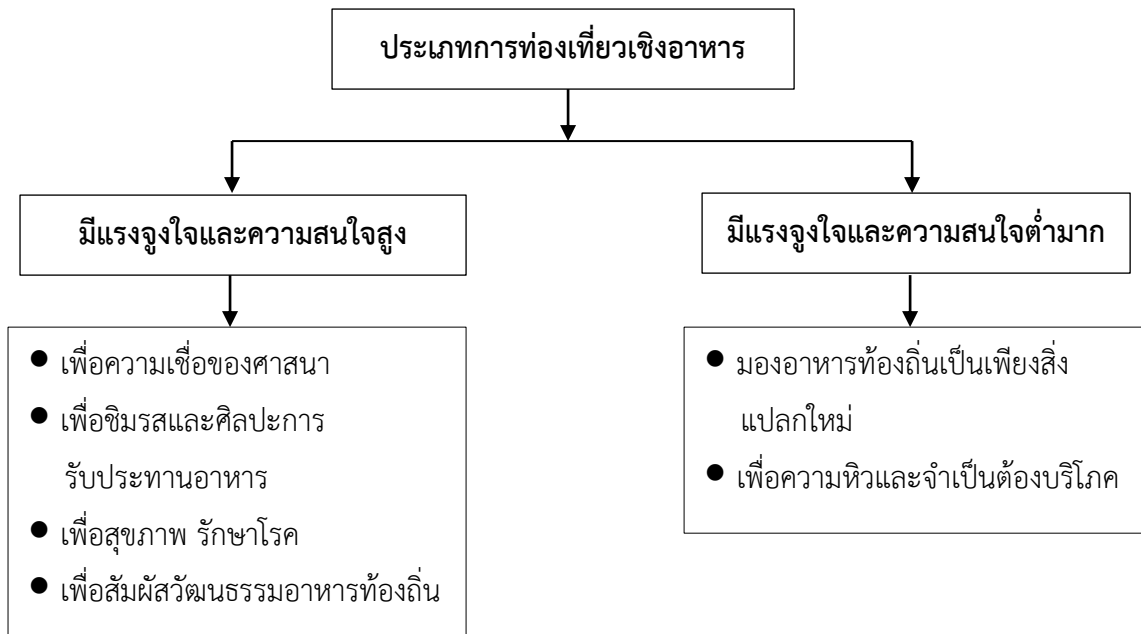 ประเภทการท่องเที่ยวเชิงอาหาร
มีแรงจูงใจและความสนใจสูง
● เพื่อความเชื่อของศาสนา
● เพื่อชิมรสและศิลปะการ
รับประทานอาหาร
● เพื่อสุขภาพ รักษาโรค
● เพื่อสัมผัสวัฒนธรรมอาหารท้องถิ่น
มีแรงจูงใจและความสนใจต่ำมาก
● มองอาหารท้องถิ่นเป็นเพียงสิ่ง
แปลกใหม่
● เพื่อความหิวและจำเป็นต้องบริโภค